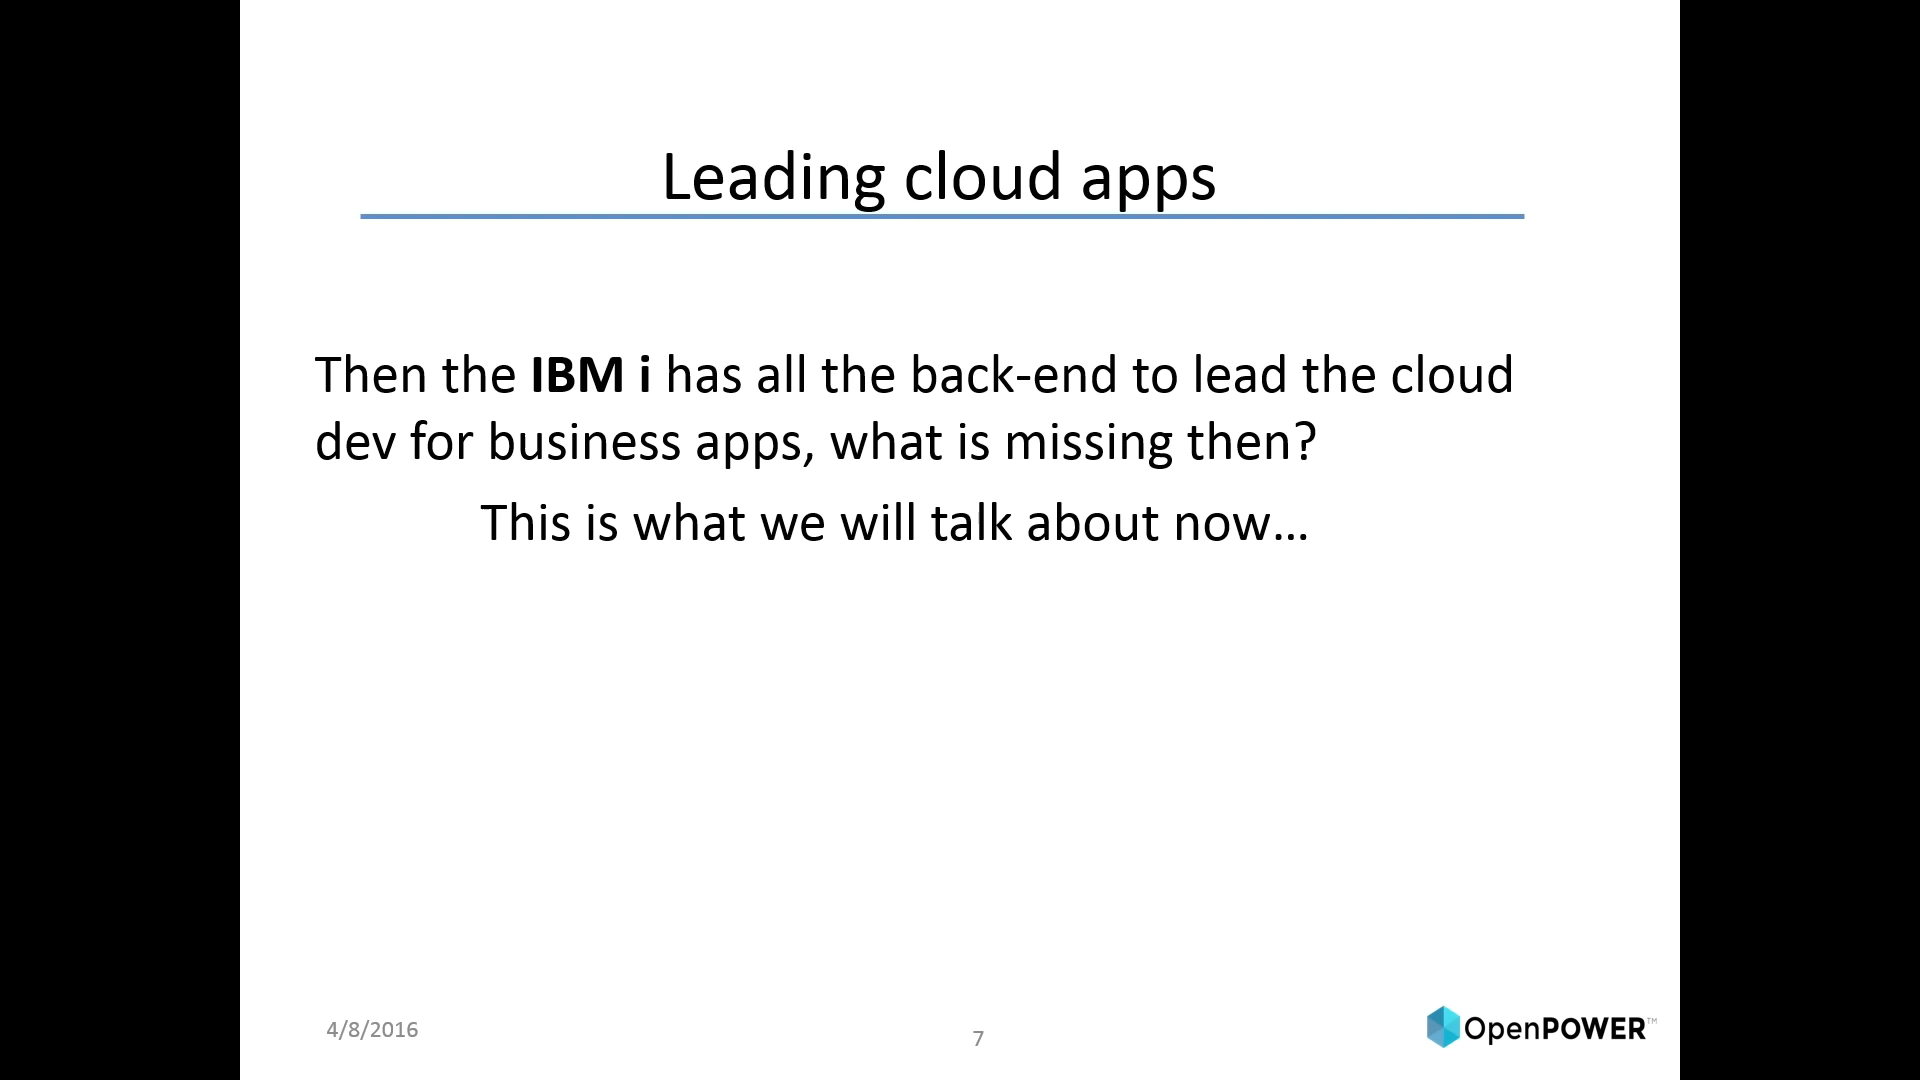 Leading cloud apps
Then the IBM i has all the back-end to lead the cloud
dev for business apps, what is missing then?
This is what we will talk about now…
4/8/2016
7
OpenPOWER™